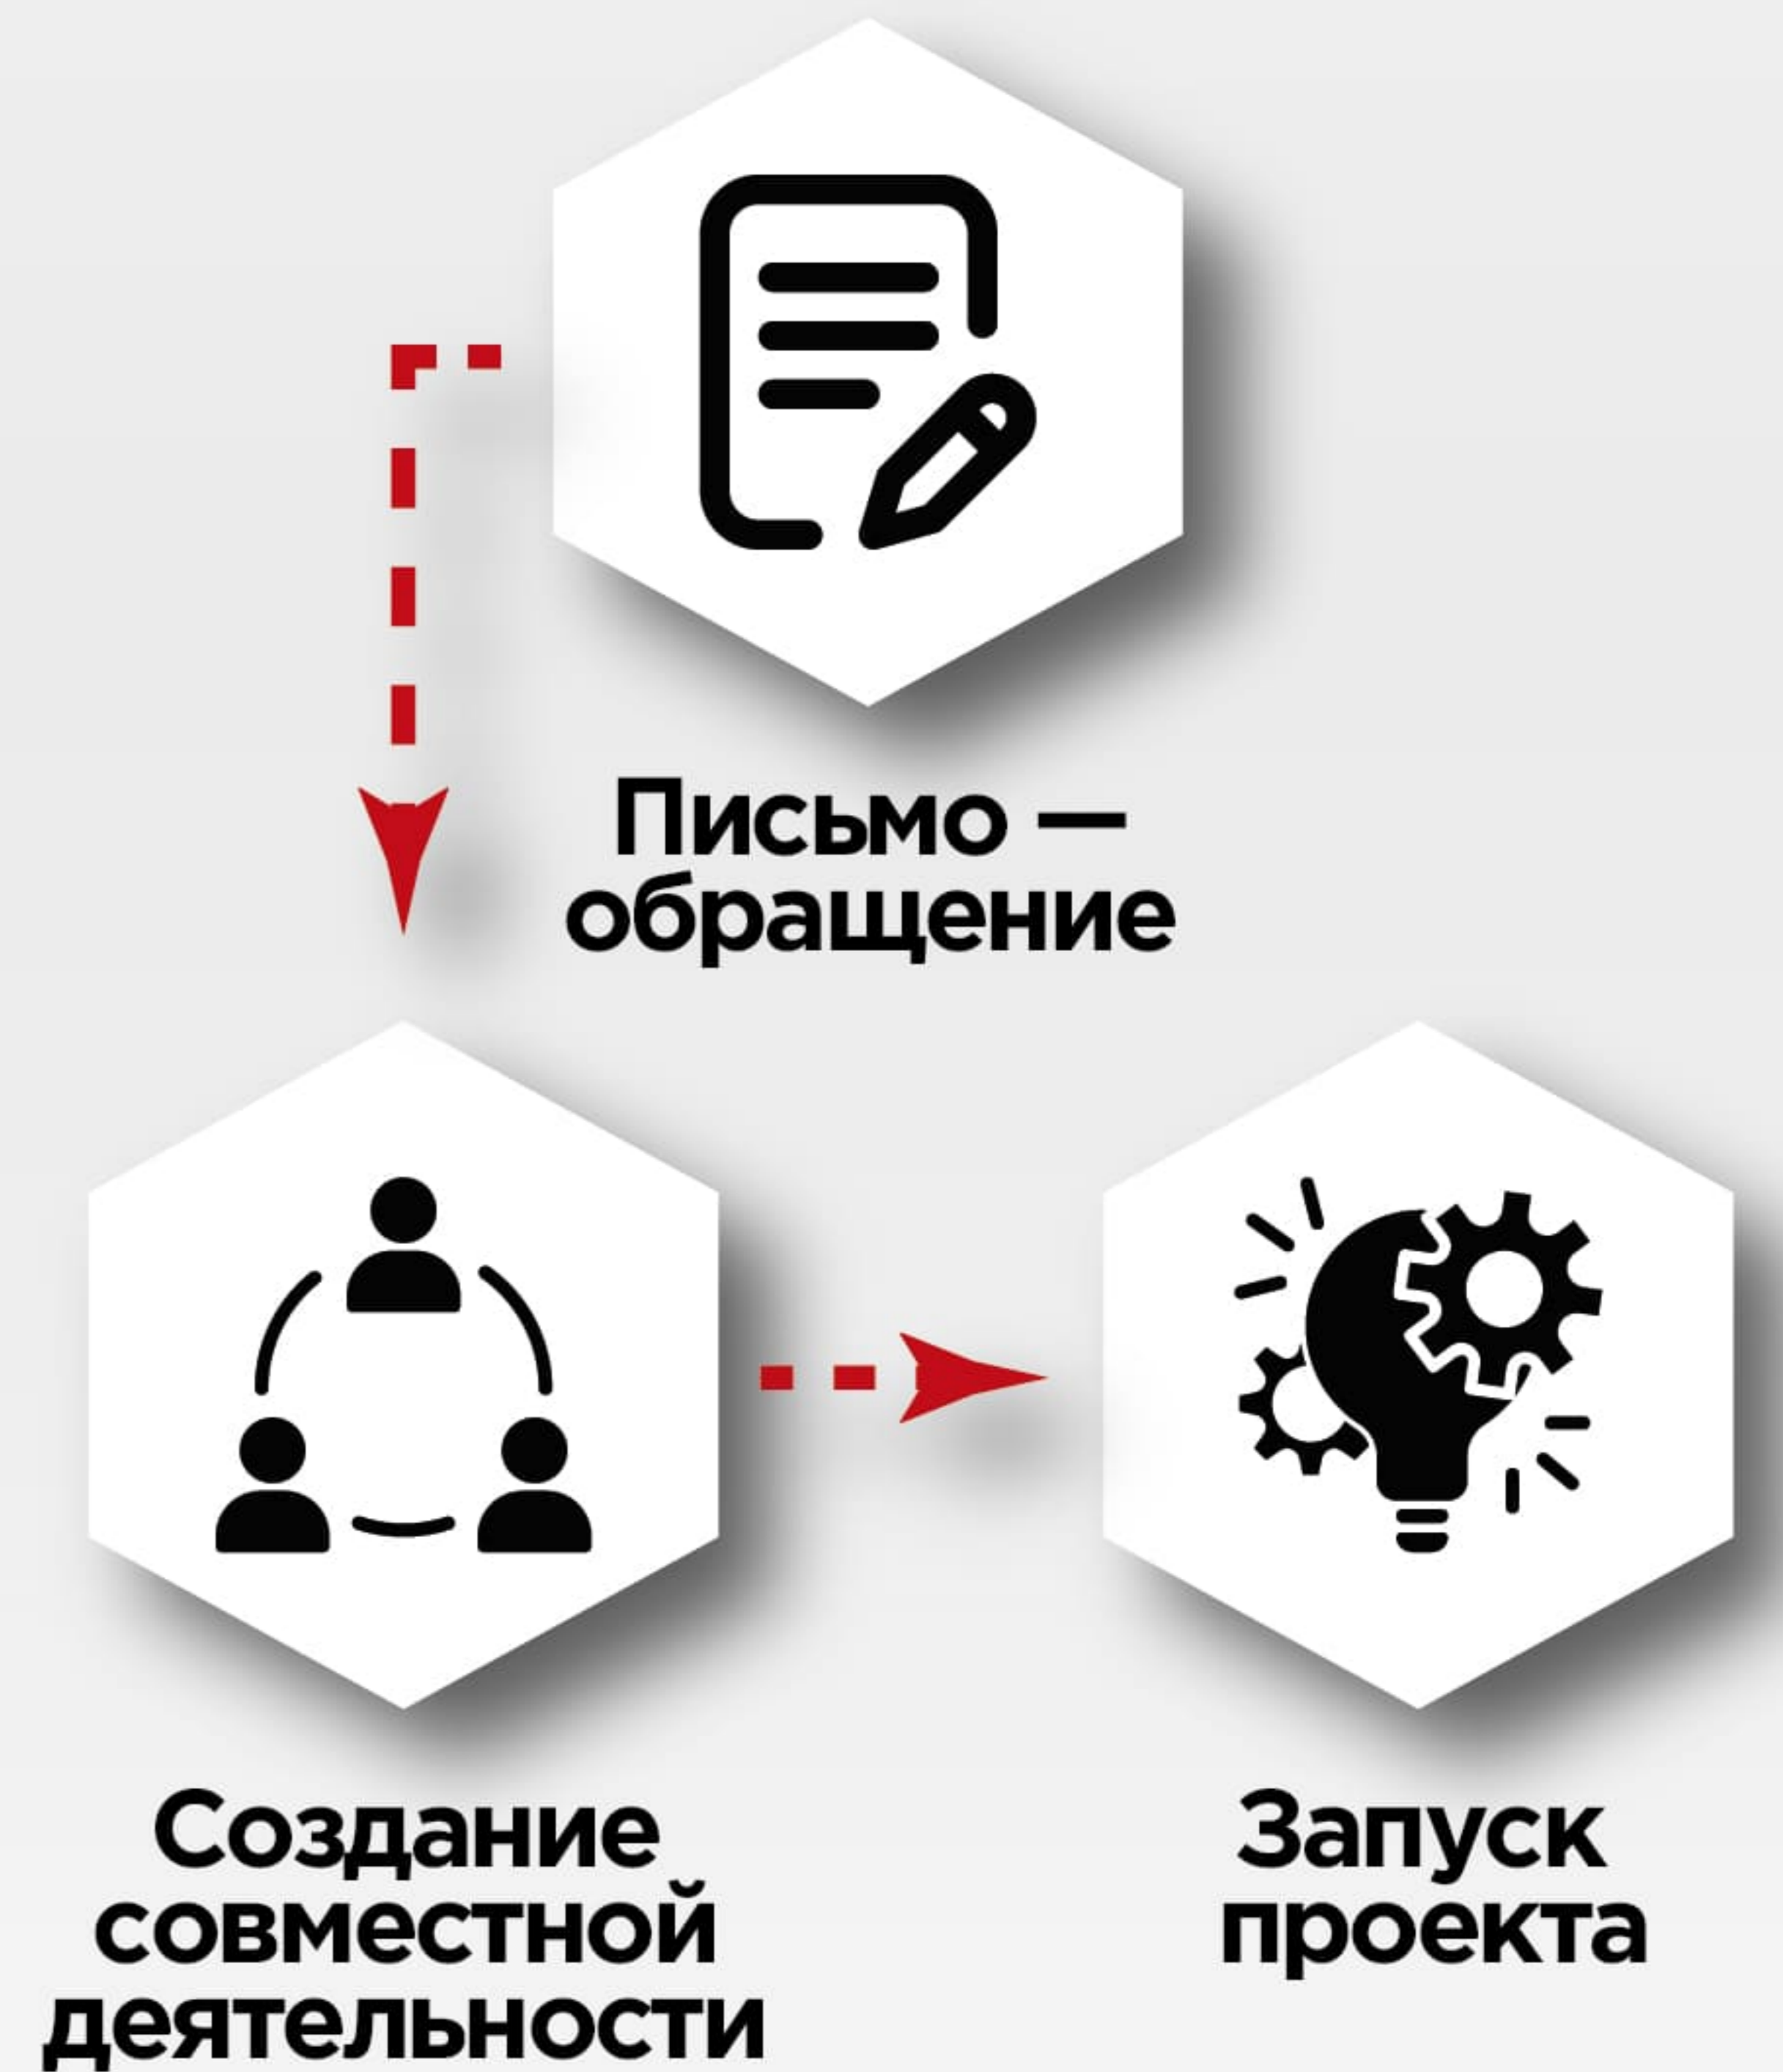 Письмо —
обращение
Создание
совместной
деятельности
Запуск
проекта